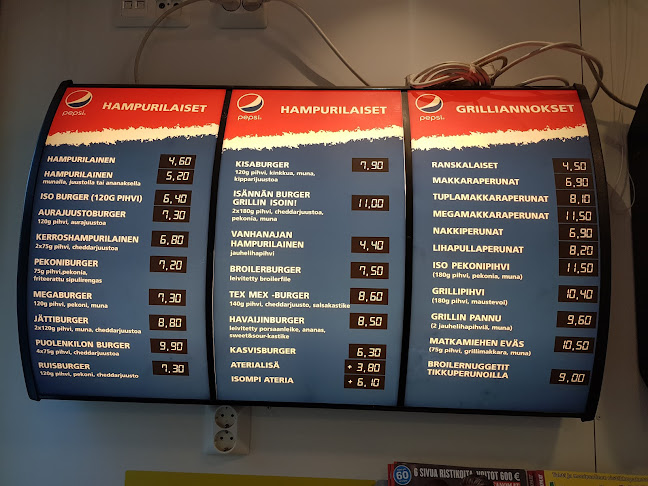 pepsi.
HAMPURILAISET
HAMPURILAINEN 4,60
HAMPURILAINEN 5,20
munalla, juustolla tai ananaksella
ISO BURGER (120G PIHVI) 6,40
AURAJUUSTOBURGER 7,30
120g pihvi, aurajuustoa
KERROSHAMPURILAINEN 6,80
2x75g pihvi, cheddarjuustoa
PEKONIBURGER 7,20
75g pihvi,pekonia,
friteerattu sipulirengas
MEGABURGER 7,30
120g pihvi, pekoni, muna
JÄTTIBURGER 8,80
2x120g pihvi, muna, cheddarjuustoa
PUOLENKILON BURGER 9,90
4x75g pihvi, cheddarjuustoa
RUISBURGER 7,30
120g pihvi, pekoni, cheddarjuusto
pepsi.
HAMPURILAISET
KISABURGER 7,90
120g pihvi, kinkkua, muna,
kipparijuustoa
ISÄNNÄN BURGER
GRILLIN ISOIN! 11,00
2x180g pihvi, cheddarjuustoa,
pekonia, muna
VANHANAJAN
HAMPURILAINEN 4,40
jauhelihapihvi
BROILERBURGER 7,50
leivitetty broilerfile
TEX MEX -BURGER 8,60
140g pihvi, cheddarjuusto, salsakastike
HAVAIJINBURGER 8,50
leivitetty porsaanleike, ananas,
sweet&sour-kastike
KASVISBURGER 6,30
ATERIALISÄ + 3,80
ISOMPI ATERIA + 6,10
pepsi.
GRILLIANNOKSET
RANSKALAISET 4,50
MAKKARAPERUNAT 6,90
TUPLAMAKKARAPERUNAT 8,10
MEGAMAKKARAPERUNAT 11,50
NAKKIPERUNAT 6,90
LIHAPULLAPERUNAT 8,20
ISO PEKONIPIHVI 11,50
(180g pihvi, pekonia, muna)
GRILLIPIHVI 10,40
(180g pihvi, maustevoi)
GRILLIN PANNU 9,60
(2 jauhelihapihviä, muna)
MATKAMIEHEN EVÄS 10,50
(75g pihvi, grillimakkara, muna)
BROILERNUGGETIT
TIKKUPERUNOILLA 9,00
60
6 SIVUA RISTIKOITA, VOITOT 600 €